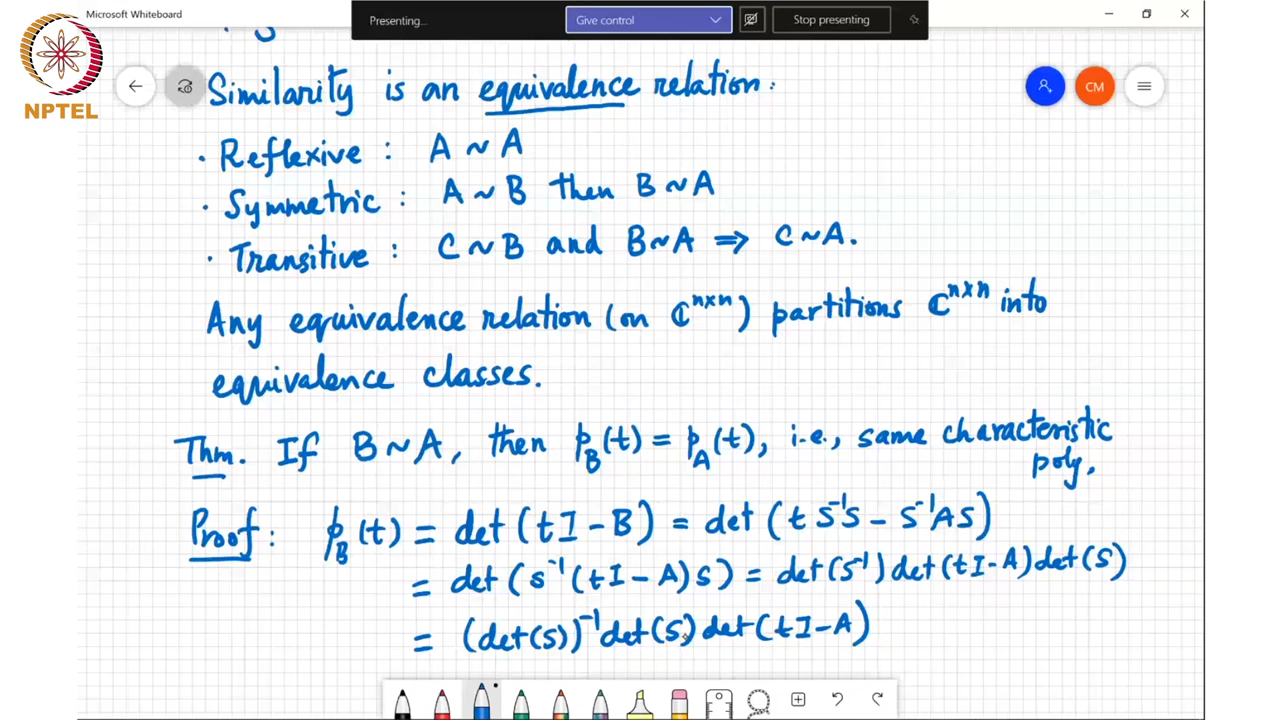 Microsoft Whiteboard
Presenting...
Give control
Stop presenting
NPTEL
CM
Similarity is an equivalence relation:
· Reflexive : A ~ A
· Symmetric : A ~ B then B ~ A
· Transitive : C ~ B and B ~ A ⇒ C ~ A.
Any equivalence relation (on ℂⁿˣⁿ) partitions ℂⁿˣⁿ into
equivalence classes.
Thm. If B ~ A, then p_B(t) = p_A(t), i.e., same characteristic
poly.
Proof : p_B(t) = det(tI - B) = det(t S⁻¹S - S⁻¹AS)
= det(S⁻¹(tI - A)S) = det(S⁻¹) det(tI - A) det(S)
= (det(S))⁻¹ det(S) det(tI - A)